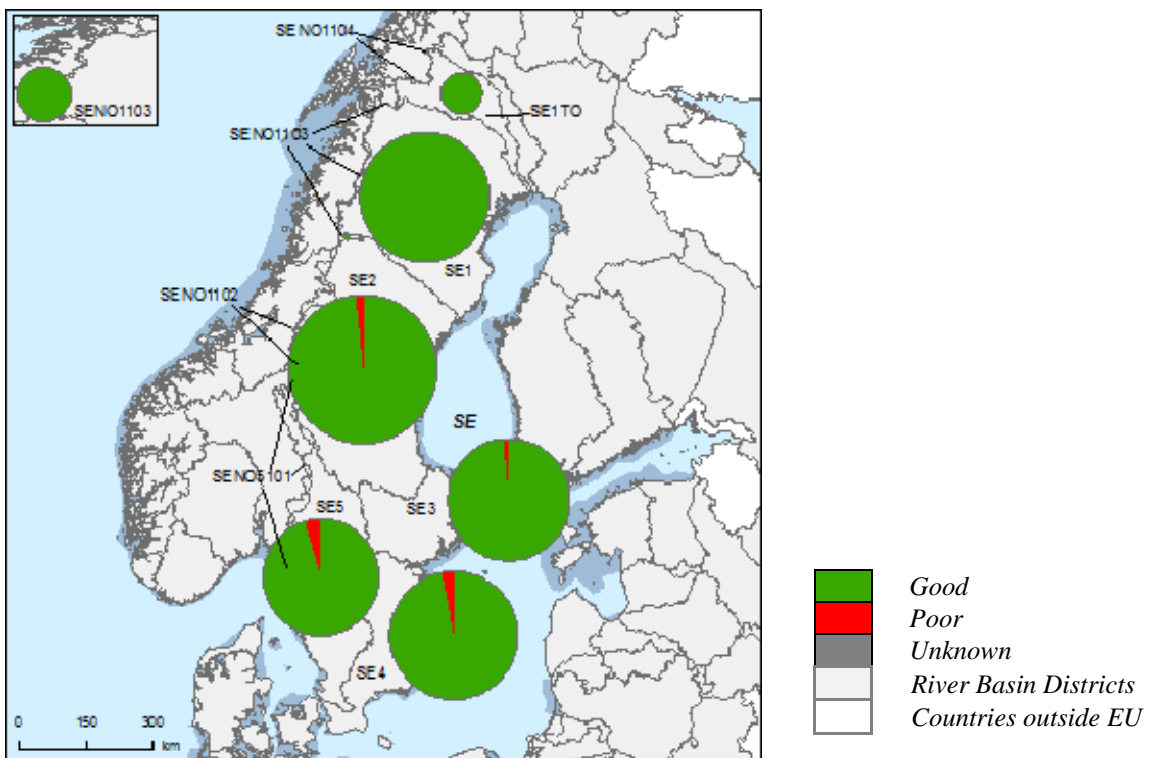 SENO1104
SENO1103
SE1TO
SENO1103
SE1
SE2
SENO1102
SE
SENO5101
SE5
SE3
SE4
0 150 300
km
Good
Poor
Unknown
River Basin Districts
Countries outside EU